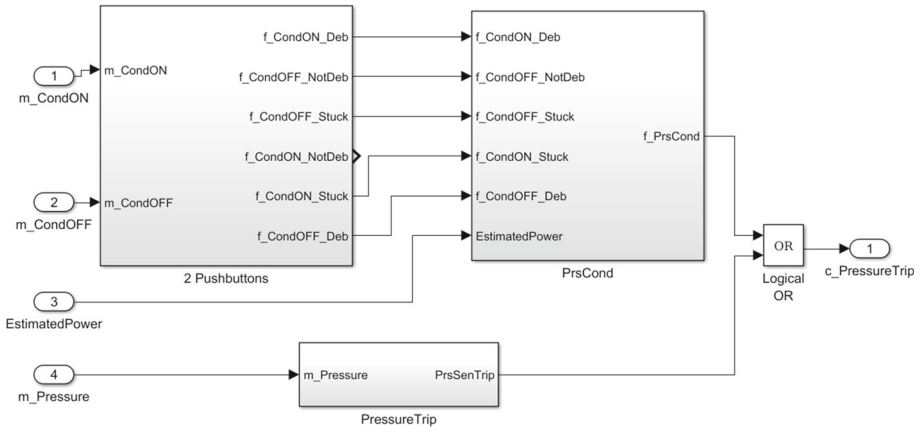 1
m_CondON
2
m_CondOFF
3
EstimatedPower
4
m_Pressure
m_CondON
m_CondOFF
f_CondON_Deb
f_CondOFF_NotDeb
f_CondOFF_Stuck
f_CondON_NotDeb
f_CondON_Stuck
f_CondOFF_Deb
2 Pushbuttons
f_CondON_Deb
f_CondOFF_NotDeb
f_CondOFF_Stuck
f_CondON_Stuck
f_CondOFF_Deb
EstimatedPower
f_PrsCond
PrsCond
m_Pressure
PrsSenTrip
PressureTrip
OR
Logical
OR
1
c_PressureTrip